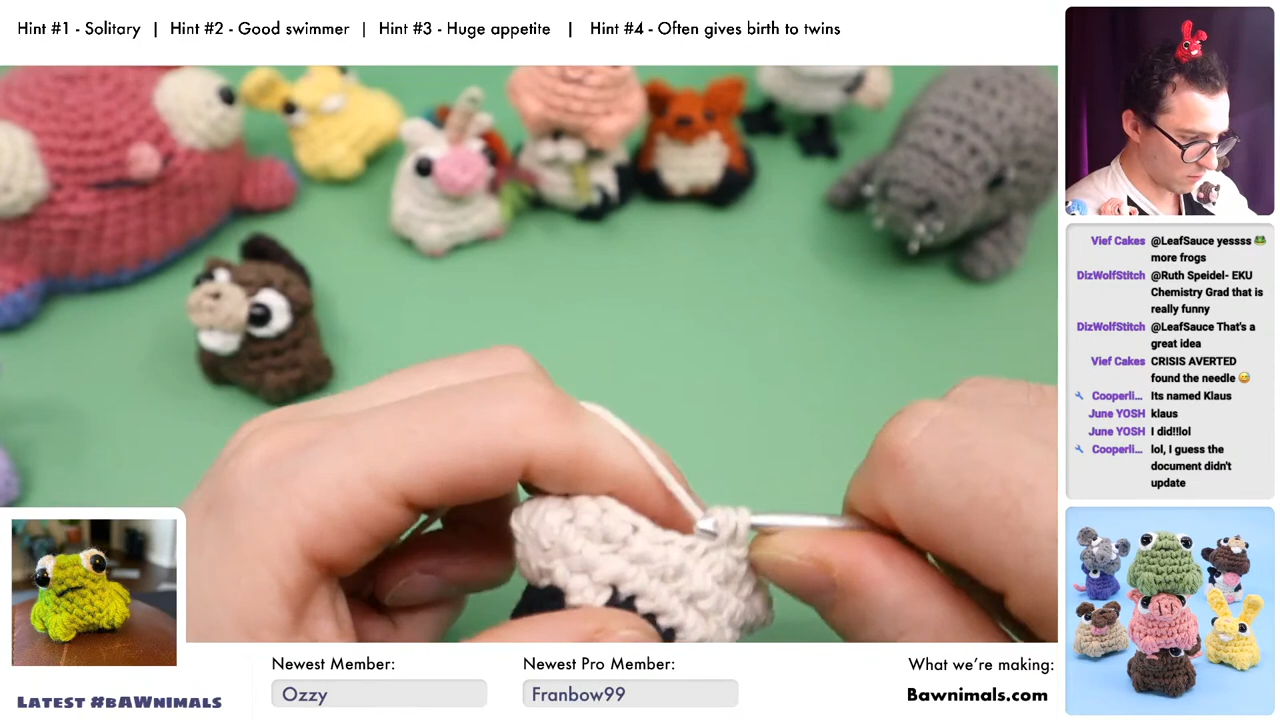 Hint #1 - Solitary | Hint #2 - Good swimmer | Hint #3 - Huge appetite | Hint #4 - Often gives birth to twins
Vief Cakes @LeafSauce yessss 🐸
more frogs
DizWolfStitch @Ruth Speidel- EKU
Chemistry Grad that is
really funny
DizWolfStitch @LeafSauce That's a
great idea
Vief Cakes CRISIS AVERTED
found the needle 😄
Cooperli... Its named Klaus
June YOSH klaus
June YOSH I did!!lol
Cooperli... lol, I guess the
document didn't
update
LATEST #BAWNIMALS
Newest Member:
Ozzy
Newest Pro Member:
Franbow99
What we're making:
Bawnimals.com